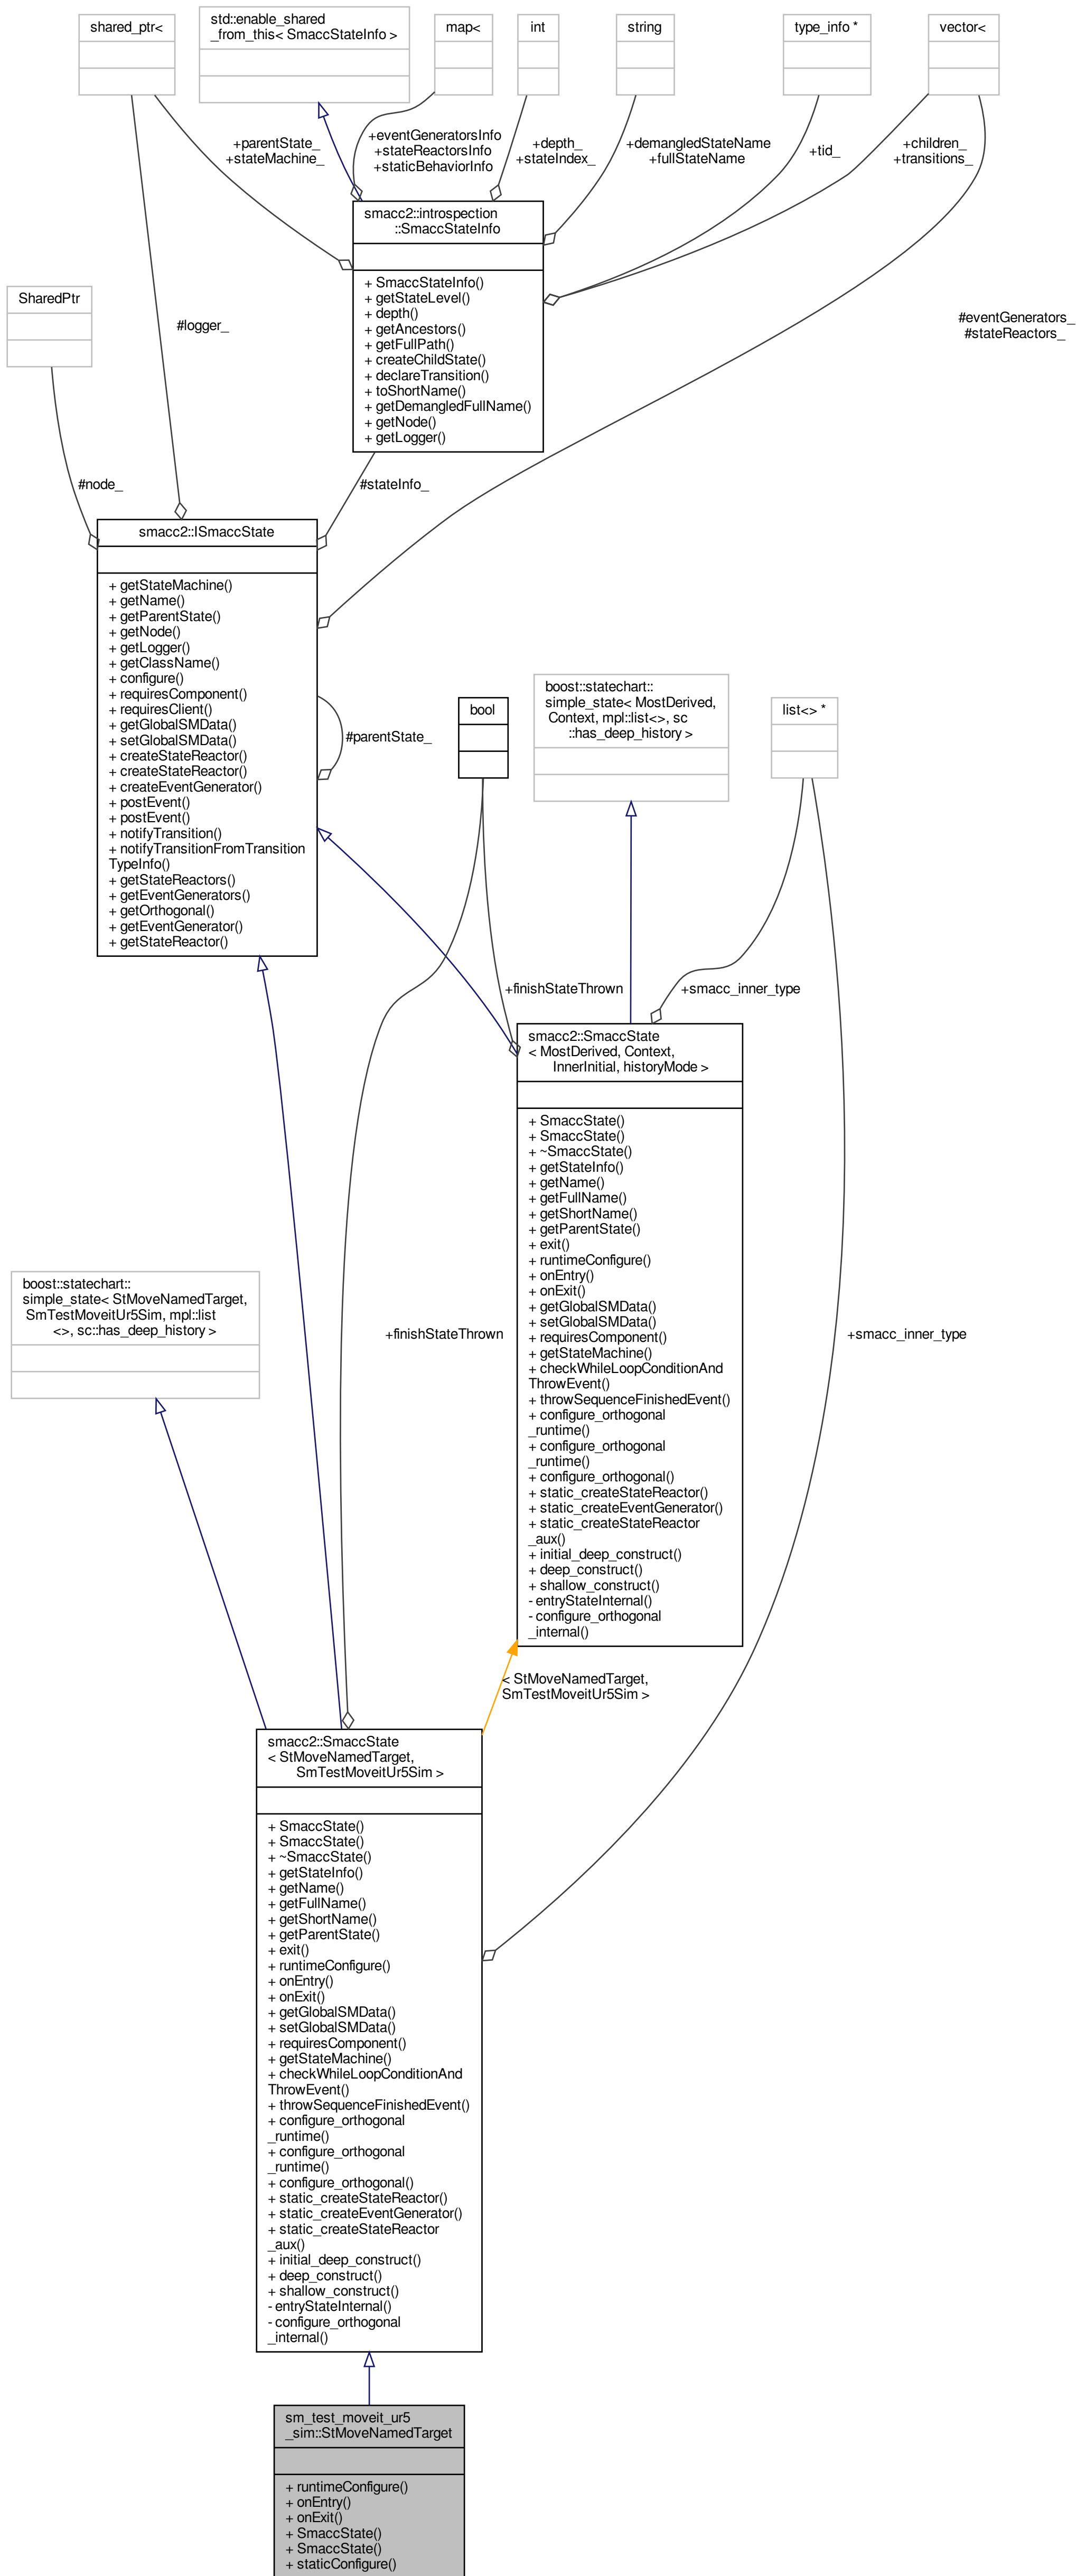 shared_ptr<
std::enable_shared
_from_this< SmaccStateInfo >
map<
int
string
type_info *
vector<
+parentState_
+stateMachine_
+eventGeneratorsInfo
+stateReactorsInfo
+staticBehaviorInfo
+depth_
+stateIndex_
+demangledStateName
+fullStateName
+tid_
+children_
+transitions_
smacc2::introspection
::SmaccStateInfo
+ SmaccStateInfo()
+ getStateLevel()
+ depth()
+ getAncestors()
+ getFullPath()
+ createChildState()
+ declareTransition()
+ toShortName()
+ getDemangledFullName()
+ getNode()
+ getLogger()
SharedPtr
#logger_
#eventGenerators_
#stateReactors_
#node_
#stateInfo_
smacc2::ISmaccState
+ getStateMachine()
+ getName()
+ getParentState()
+ getNode()
+ getLogger()
+ getClassName()
+ configure()
+ requiresComponent()
+ requiresClient()
+ getGlobalSMData()
+ setGlobalSMData()
+ createStateReactor()
+ createStateReactor()
+ createEventGenerator()
+ postEvent()
+ postEvent()
+ notifyTransition()
+ notifyTransitionFromTransition
TypeInfo()
+ getStateReactors()
+ getEventGenerators()
+ getOrthogonal()
+ getEventGenerator()
+ getStateReactor()
#parentState_
bool
boost::statechart::
simple_state< MostDerived,
Context, mpl::list<>, sc
::has_deep_history >
list<> *
+finishStateThrown
+smacc_inner_type
smacc2::SmaccState
< MostDerived, Context,
InnerInitial, historyMode >
+ SmaccState()
+ SmaccState()
+ ~SmaccState()
+ getStateInfo()
+ getName()
+ getFullName()
+ getShortName()
+ getParentState()
+ exit()
+ runtimeConfigure()
+ onEntry()
+ onExit()
+ getGlobalSMData()
+ setGlobalSMData()
+ requiresComponent()
+ getStateMachine()
+ checkWhileLoopConditionAnd
ThrowEvent()
+ throwSequenceFinishedEvent()
+ configure_orthogonal
_runtime()
+ configure_orthogonal
_runtime()
+ configure_orthogonal()
+ static_createStateReactor()
+ static_createEventGenerator()
+ static_createStateReactor
_aux()
+ initial_deep_construct()
+ deep_construct()
+ shallow_construct()
- entryStateInternal()
- configure_orthogonal
_internal()
boost::statechart::
simple_state< StMoveNamedTarget,
SmTestMoveitUr5Sim, mpl::list
<>, sc::has_deep_history >
+finishStateThrown
+smacc_inner_type
< StMoveNamedTarget,
SmTestMoveitUr5Sim >
smacc2::SmaccState
< StMoveNamedTarget,
SmTestMoveitUr5Sim >
+ SmaccState()
+ SmaccState()
+ ~SmaccState()
+ getStateInfo()
+ getName()
+ getFullName()
+ getShortName()
+ getParentState()
+ exit()
+ runtimeConfigure()
+ onEntry()
+ onExit()
+ getGlobalSMData()
+ setGlobalSMData()
+ requiresComponent()
+ getStateMachine()
+ checkWhileLoopConditionAnd
ThrowEvent()
+ throwSequenceFinishedEvent()
+ configure_orthogonal
_runtime()
+ configure_orthogonal
_runtime()
+ configure_orthogonal()
+ static_createStateReactor()
+ static_createEventGenerator()
+ static_createStateReactor
_aux()
+ initial_deep_construct()
+ deep_construct()
+ shallow_construct()
- entryStateInternal()
- configure_orthogonal
_internal()
sm_test_moveit_ur5
_sim::StMoveNamedTarget
+ runtimeConfigure()
+ onEntry()
+ onExit()
+ SmaccState()
+ SmaccState()
+ staticConfigure()